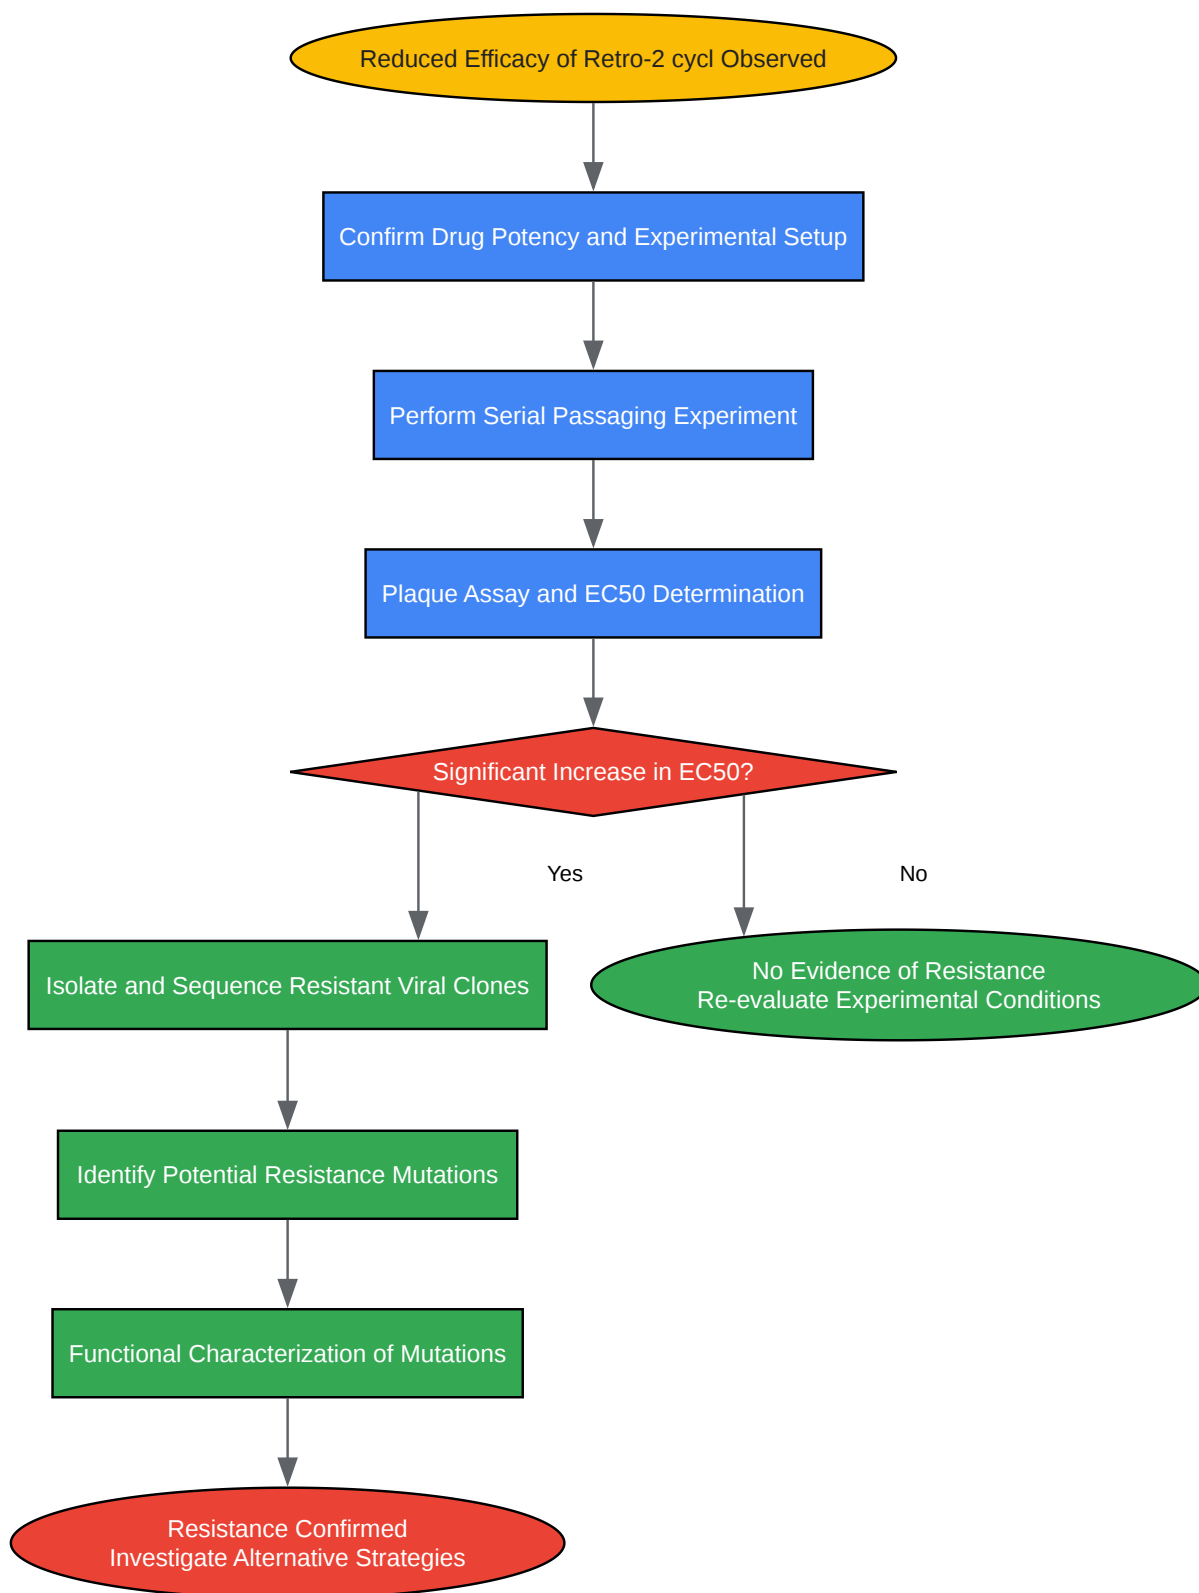 Reduced Efficacy of Retro-2 cycl Observed
Confirm Drug Potency and Experimental Setup
Perform Serial Passaging Experiment
Plaque Assay and EC50 Determination
Significant Increase in EC50?
Yes
No
Isolate and Sequence Resistant Viral Clones
No Evidence of Resistance
Re-evaluate Experimental Conditions
Identify Potential Resistance Mutations
Functional Characterization of Mutations
Resistance Confirmed
Investigate Alternative Strategies